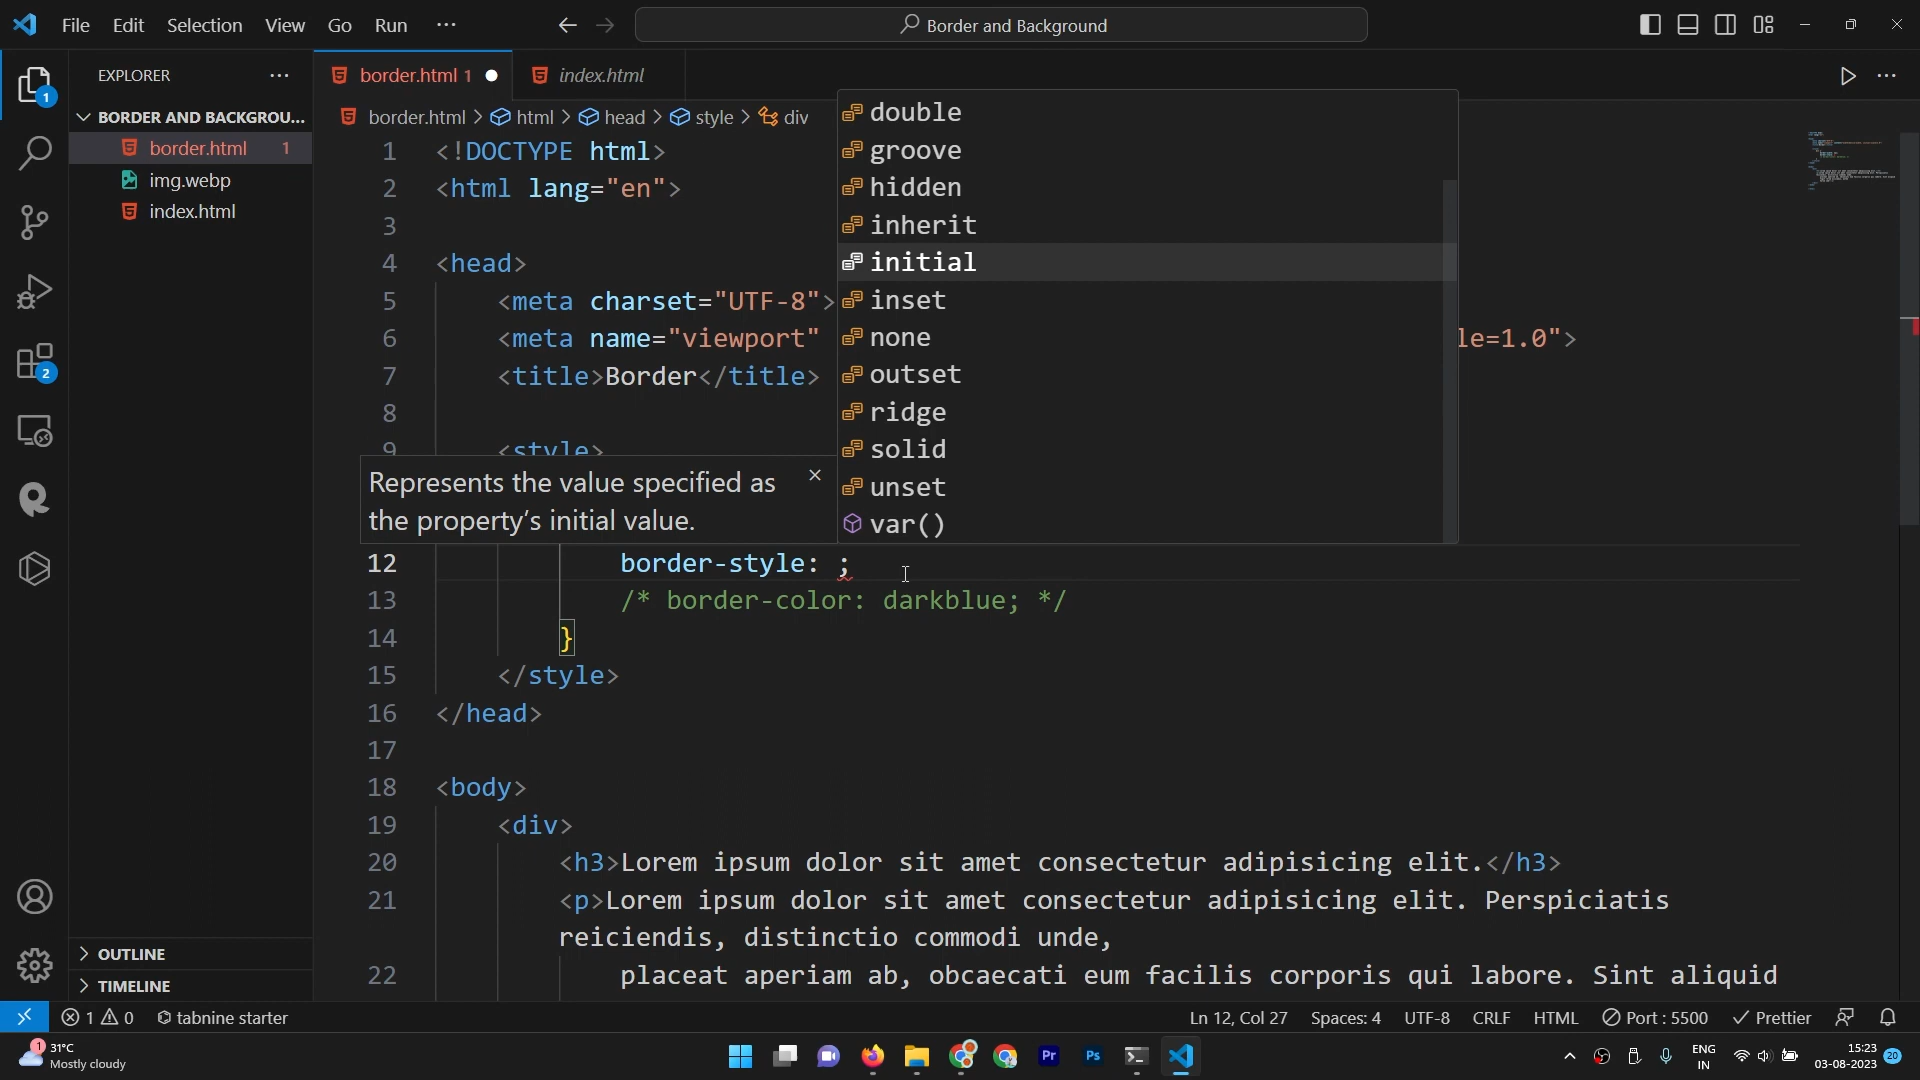 File Edit Selection View Go Run ···
Border and Background
EXPLORER
BORDER AND BACKGROU...
border.html 1
img.webp
index.html
OUTLINE
TIMELINE
1
2
border.html 1
index.html
border.html > html > head > style > div
1 <!DOCTYPE html>
2 <html lang="en">
3
4 <head>
5 <meta charset="UTF-8">
6 <meta name="viewport" le=1.0">
7 <title>Border</title>
8
9 <style>
double
groove
hidden
inherit
initial
inset
none
outset
ridge
solid
unset
var()
Represents the value specified as
the property's initial value.
12 border-style: ;
13 /* border-color: darkblue; */
14 }
15 </style>
16 </head>
17
18 <body>
19 <div>
20 <h3>Lorem ipsum dolor sit amet consectetur adipisicing elit.</h3>
21 <p>Lorem ipsum dolor sit amet consectetur adipisicing elit. Perspiciatis
reiciendis, distinctio commodi unde,
22 placeat aperiam ab, obcaecati eum facilis corporis qui labore. Sint aliquid
1 0 tabnine starter
Ln 12, Col 27 Spaces: 4 UTF-8 CRLF HTML Port : 5500 Prettier
1
31°C
Mostly cloudy
Pr
Ps
ENG
IN
15:23
03-08-2023
20